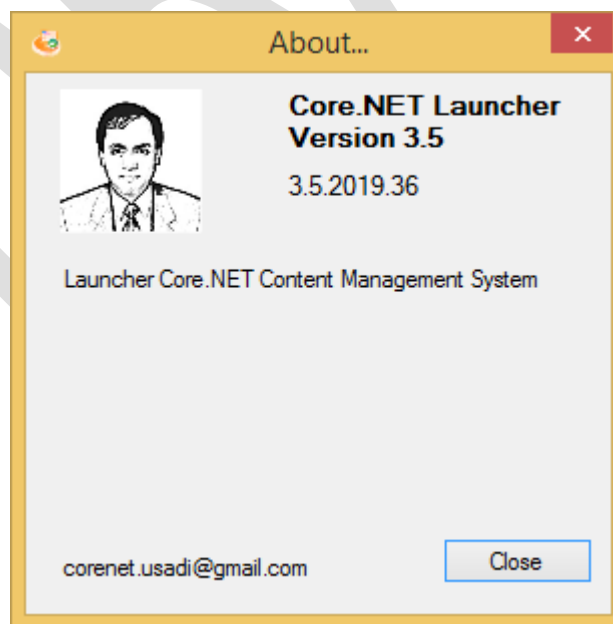 About...
Core.NET Launcher
Version 3.5
3.5.2019.36
Launcher Core.NET Content Management System
corenet.usadi@gmail.com
Close